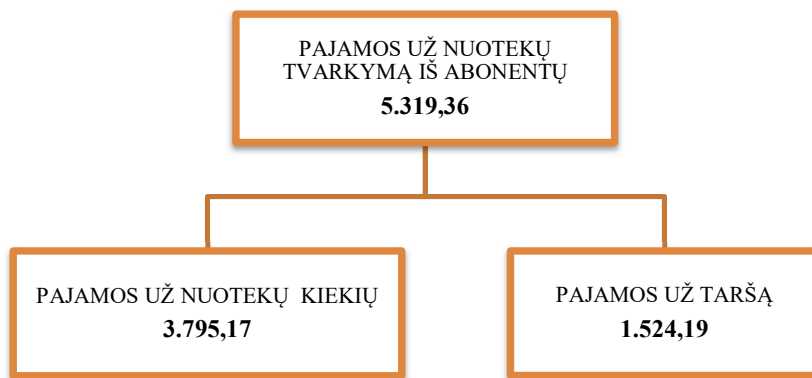 PAJAMOS UŽ NUOTEKŲ
TVARKYMĄ IŠ ABONENTŲ
5.319,36
PAJAMOS UŽ NUOTEKŲ KIEKIŲ
3.795,17
PAJAMOS UŽ TARŠĄ
1.524,19